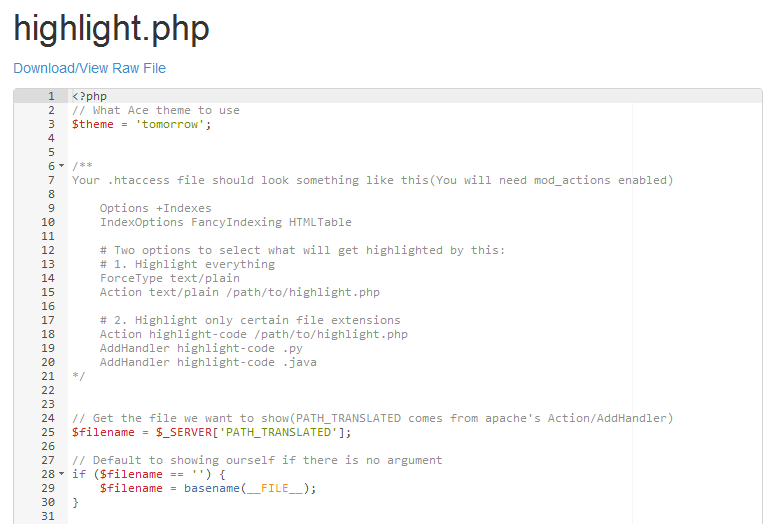 highlight.php
Download/View Raw File
1 <?php
2 // What Ace theme to use
3 $theme = 'tomorrow';
4
5
6 /**
7 Your .htaccess file should look something like this(You will need mod_actions enabled)
8
9     Options +Indexes
10     IndexOptions FancyIndexing HTMLTable
11
12     # Two options to select what will get highlighted by this:
13     # 1. Highlight everything
14     ForceType text/plain
15     Action text/plain /path/to/highlight.php
16
17     # 2. Highlight only certain file extensions
18     Action highlight-code /path/to/highlight.php
19     AddHandler highlight-code .py
20     AddHandler highlight-code .java
21 */
22
23
24 // Get the file we want to show(PATH_TRANSLATED comes from apache's Action/AddHandler)
25 $filename = $_SERVER['PATH_TRANSLATED'];
26
27 // Default to showing ourself if there is no argument
28 if ($filename == '') {
29     $filename = basename(__FILE__);
30 }
31